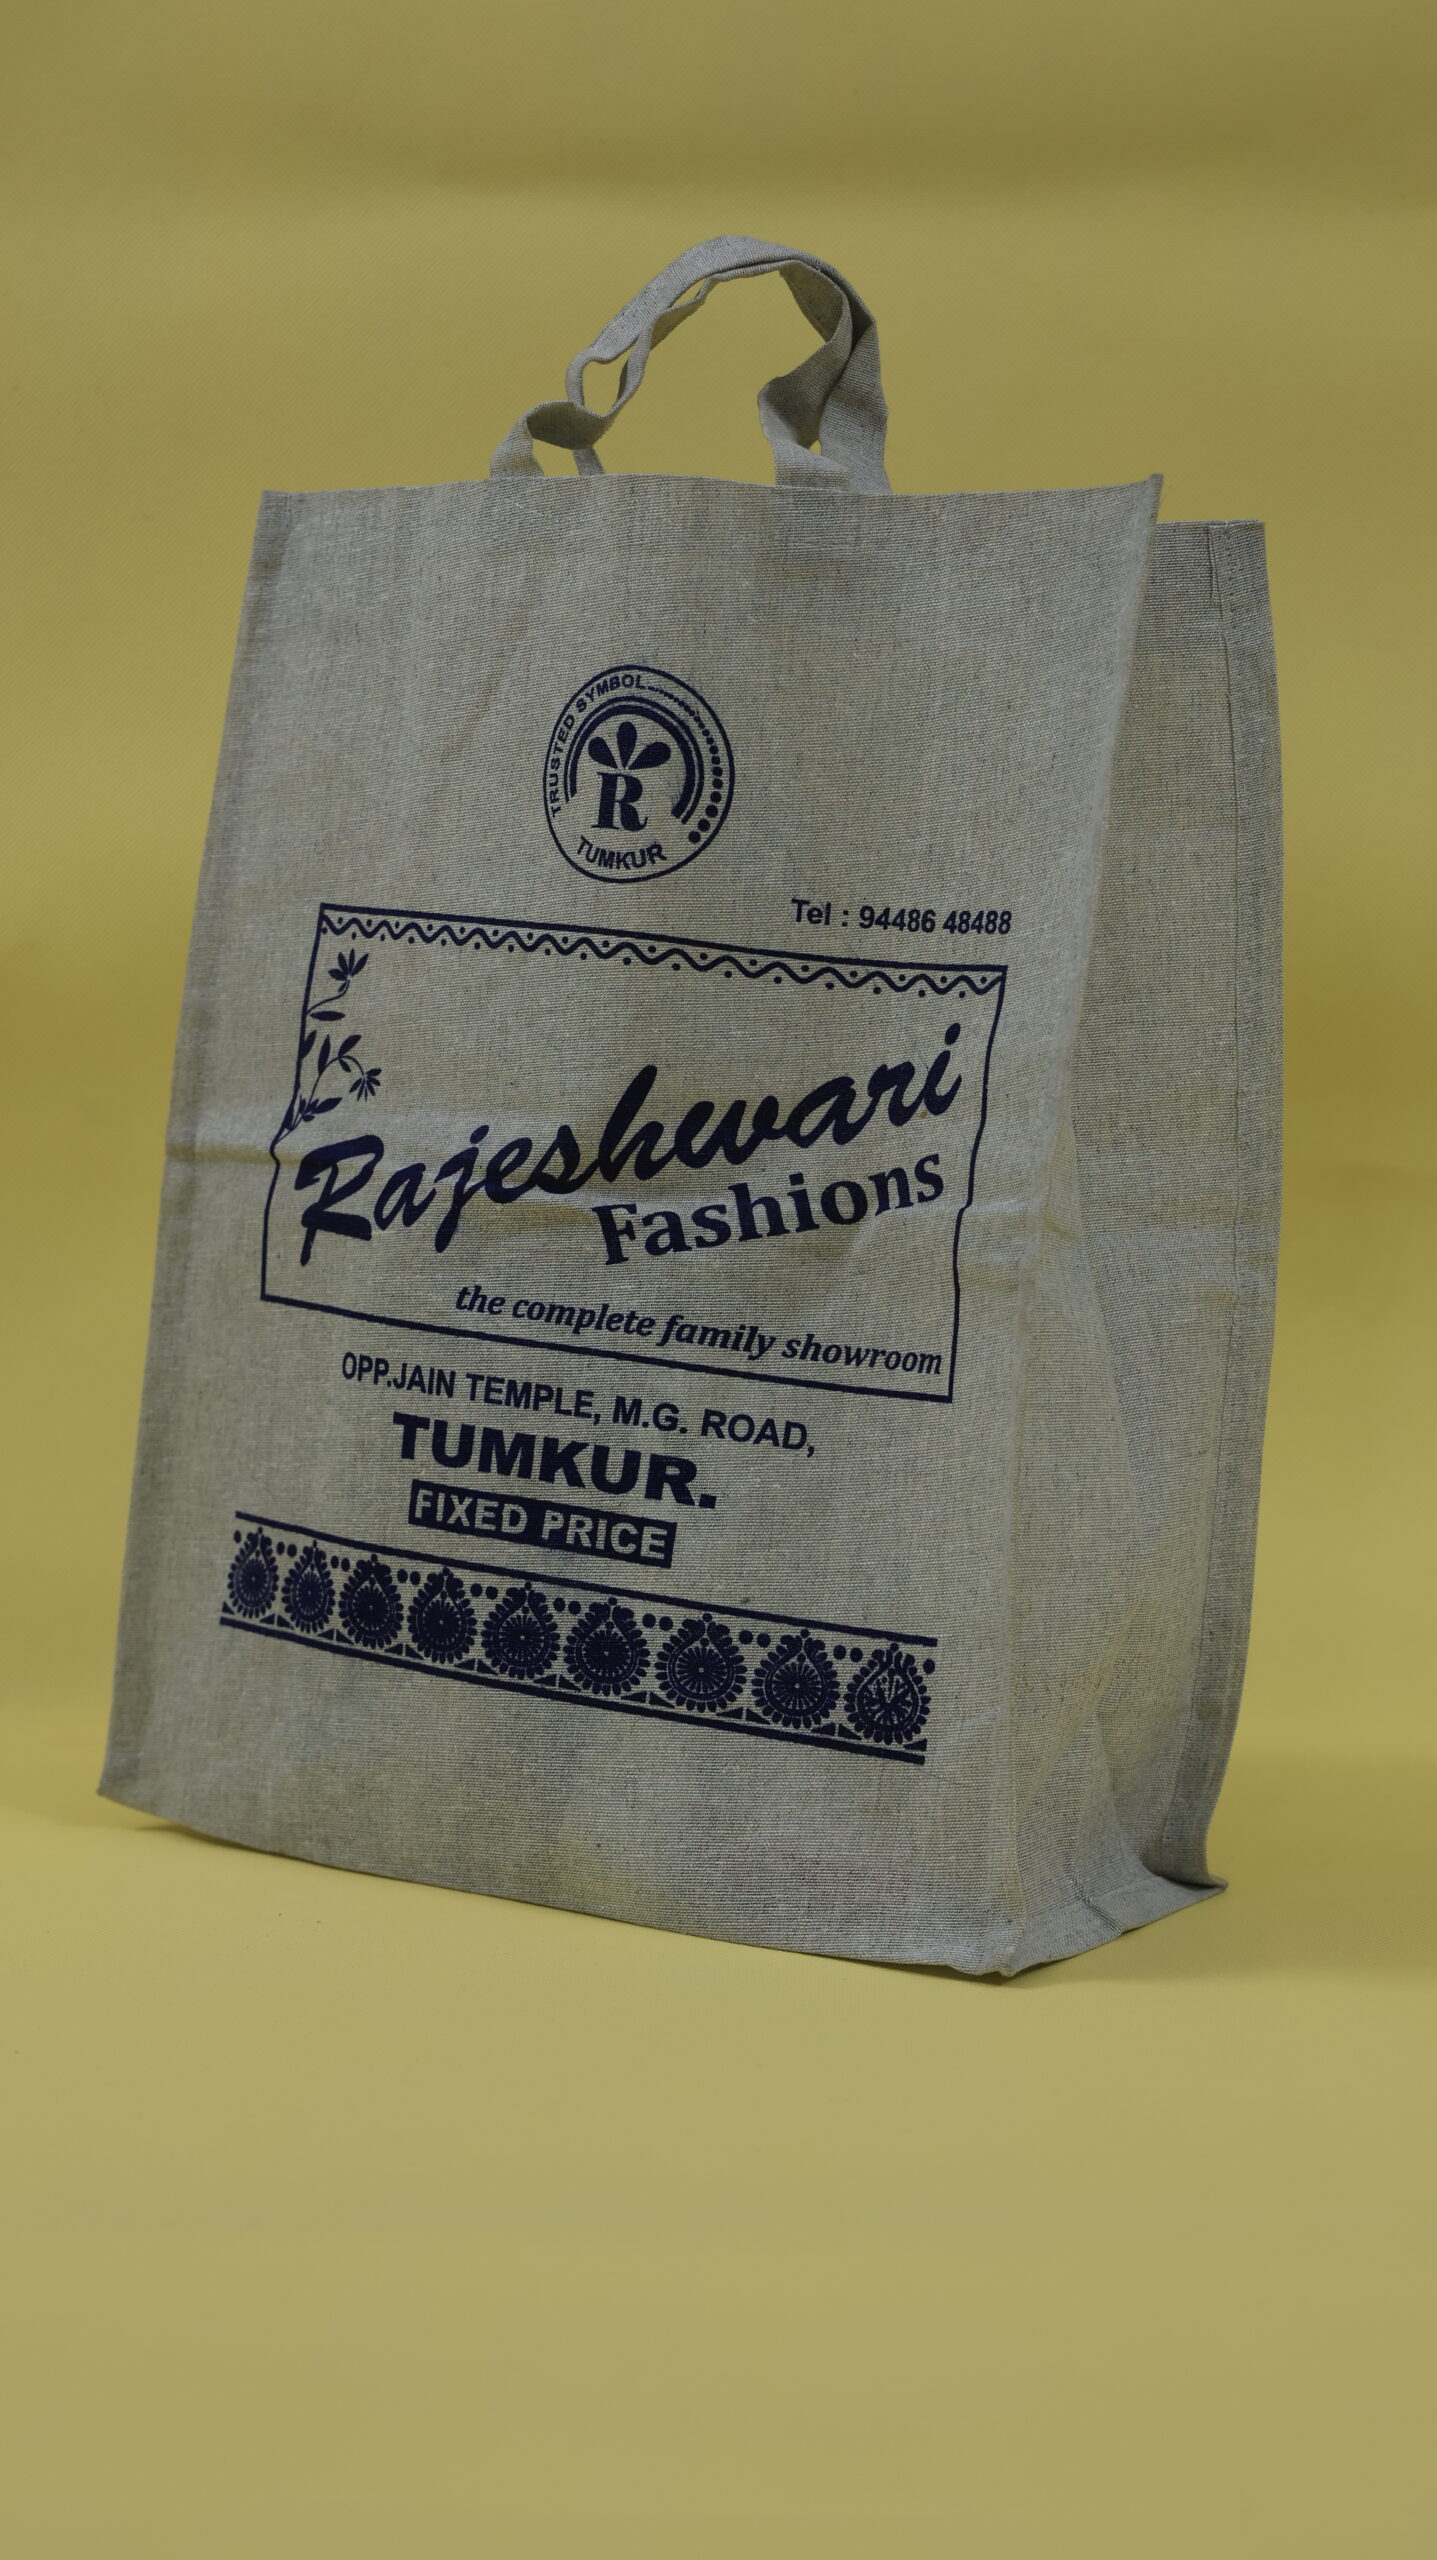 TRUSTED SYMBOL
R
TUMKUR
Tel : 94486 48488
Rajeshwari
Fashions
the complete family showroom
OPP.JAIN TEMPLE, M.G. ROAD,
TUMKUR.
FIXED PRICE